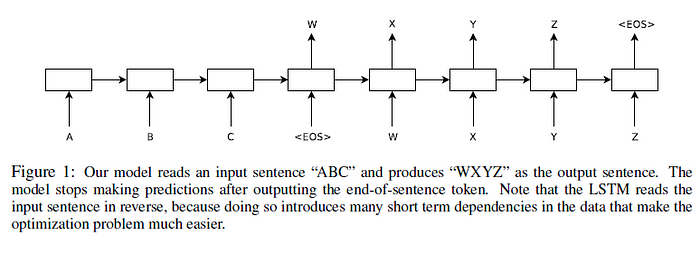 W X Y Z <EOS>
A B C <EOS> W X Y Z
Figure 1: Our model reads an input sentence “ABC” and produces “WXYZ” as the output sentence. The
model stops making predictions after outputting the end-of-sentence token. Note that the LSTM reads the
input sentence in reverse, because doing so introduces many short term dependencies in the data that make the
optimization problem much easier.